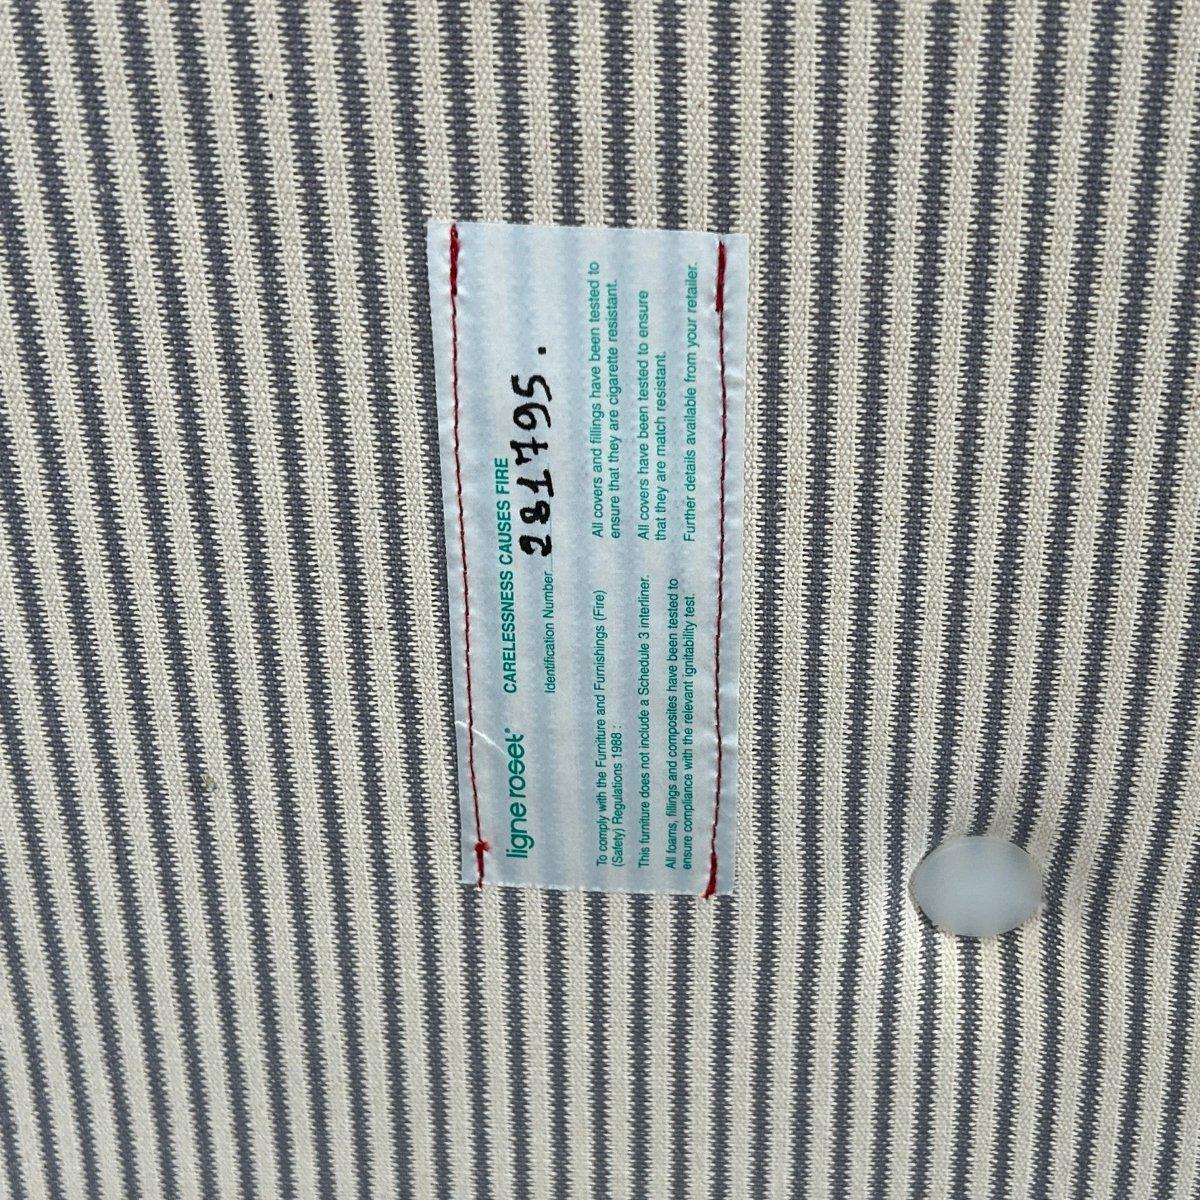 ligne roset®
CARELESSNESS CAUSES FIRE
Identification Number 281795.
To comply with the Furniture and Furnishings (Fire)
(Safety) Regulations 1988 :
This furniture does not include a Schedule 3 interliner.
All foams, fillings and composites have been tested to
ensure compliance with the relevant ignitability test.
All covers and fillings have been tested to
ensure that they are cigarette resistant.
All covers have been tested to ensure
that they are match resistant.
Further details available from your retailer.